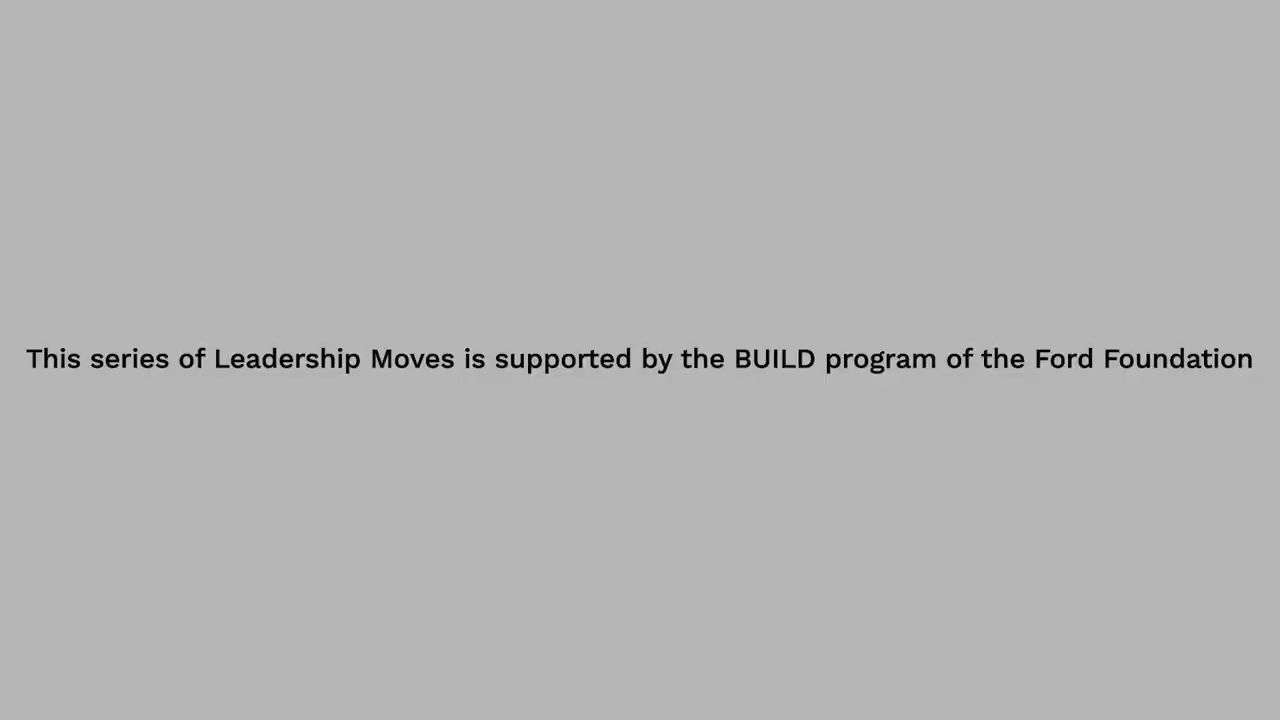 This series of Leadership Moves is supported by the BUILD program of the Ford Foundation